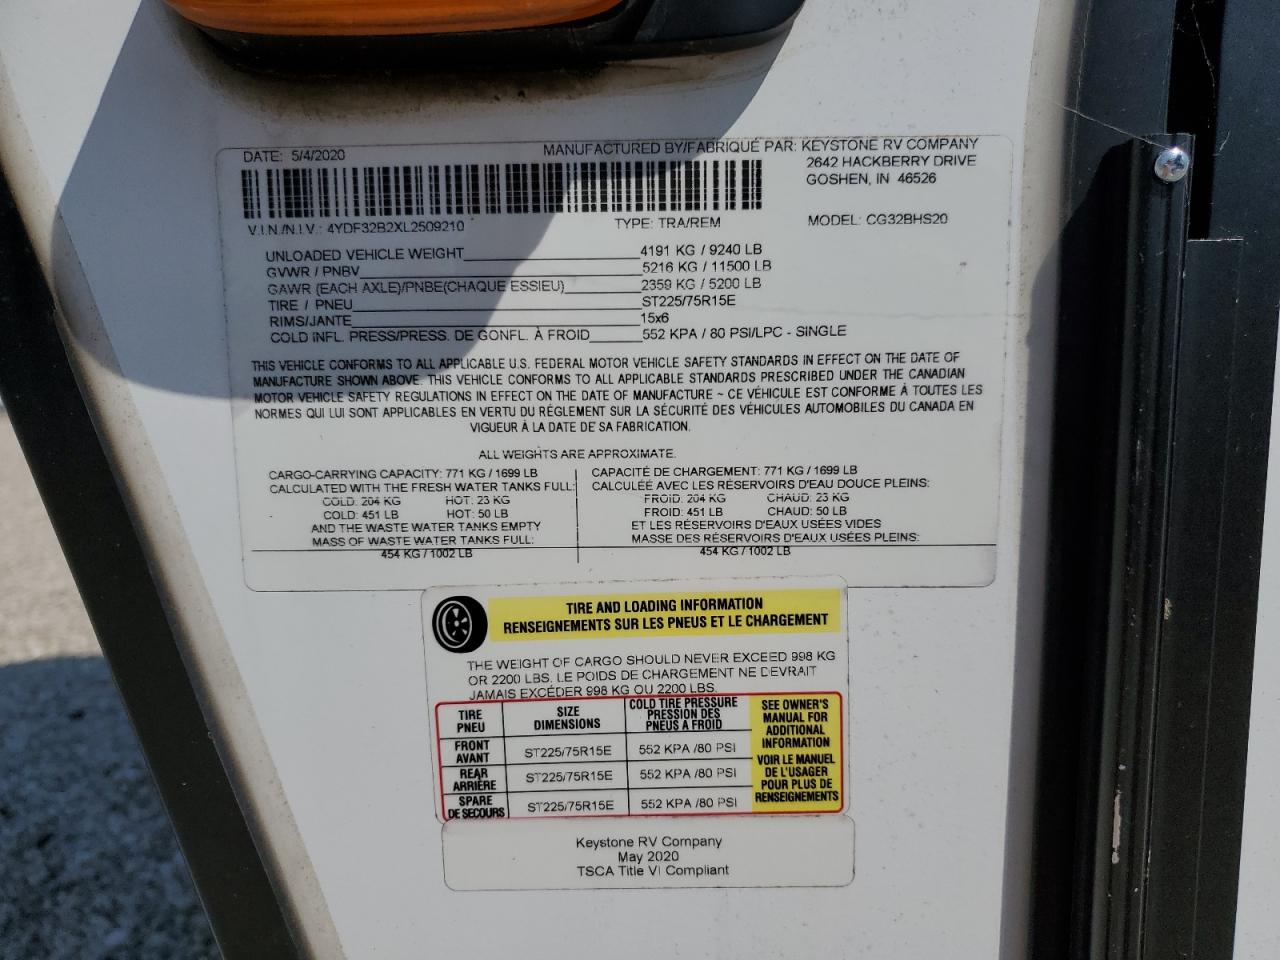 DATE: 5/4/2020 MANUFACTURED BY/FABRIQUÉ PAR: KEYSTONE RV COMPANY
2642 HACKBERRY DRIVE
GOSHEN, IN 46526
V.I.N./N.I.V.: 4YDF32B2XL2509210 TYPE: TRA/REM MODEL: CG32BHS20
UNLOADED VEHICLE WEIGHT 4191 KG / 9240 LB
GVWR / PNBV 5216 KG / 11500 LB
GAWR (EACH AXLE)/PNBE(CHAQUE ESSIEU) 2359 KG / 5200 LB
TIRE / PNEU ST225/75R15E
RIMS/JANTE 15x6
COLD INFL. PRESS/PRESS. DE GONFL. À FROID 552 KPA / 80 PSI/LPC - SINGLE
THIS VEHICLE CONFORMS TO ALL APPLICABLE U.S. FEDERAL MOTOR VEHICLE SAFETY STANDARDS IN EFFECT ON THE DATE OF
MANUFACTURE SHOWN ABOVE. THIS VEHICLE CONFORMS TO ALL APPLICABLE STANDARDS PRESCRIBED UNDER THE CANADIAN
MOTOR VEHICLE SAFETY REGULATIONS IN EFFECT ON THE DATE OF MANUFACTURE ~ CE VÉHICULE EST CONFORME À TOUTES LES
NORMES QUI LUI SONT APPLICABLES EN VERTU DU RÉGLEMENT SUR LA SÉCURITÉ DES VÉHICULES AUTOMOBILES DU CANADA EN
VIGUEUR À LA DATE DE SA FABRICATION.
ALL WEIGHTS ARE APPROXIMATE.
CARGO-CARRYING CAPACITY: 771 KG / 1699 LB
CALCULATED WITH THE FRESH WATER TANKS FULL:
COLD: 204 KG HOT: 23 KG
COLD: 451 LB HOT: 50 LB
AND THE WASTE WATER TANKS EMPTY
MASS OF WASTE WATER TANKS FULL:
454 KG / 1002 LB
CAPACITÉ DE CHARGEMENT: 771 KG / 1699 LB
CALCULÉE AVEC LES RÉSERVOIRS D'EAU DOUCE PLEINS:
FROID: 204 KG CHAUD: 23 KG
FROID: 451 LB CHAUD: 50 LB
ET LES RÉSERVOIRS D'EAUX USÉES VIDES
MASSE DES RÉSERVOIRS D'EAUX USÉES PLEINS:
454 KG / 1002 LB
TIRE AND LOADING INFORMATION
RENSEIGNEMENTS SUR LES PNEUS ET LE CHARGEMENT
THE WEIGHT OF CARGO SHOULD NEVER EXCEED 998 KG
OR 2200 LBS. LE POIDS DE CHARGEMENT NE DEVRAIT
JAMAIS EXCÉDER 998 KG OU 2200 LBS.
TIRE
PNEU
SIZE
DIMENSIONS
COLD TIRE PRESSURE
PRESSION DES
PNEUS A FROID
FRONT
AVANT
ST225/75R15E 552 KPA /80 PSI
REAR
ARRIÈRE
ST225/75R15E 552 KPA /80 PSI
SPARE
DE SECOURS
ST225/75R15E 552 KPA /80 PSI
SEE OWNER'S
MANUAL FOR
ADDITIONAL
INFORMATION
VOIR LE MANUEL
DE L'USAGER
POUR PLUS DE
RENSEIGNEMENTS
Keystone RV Company
May 2020
TSCA Title VI Compliant